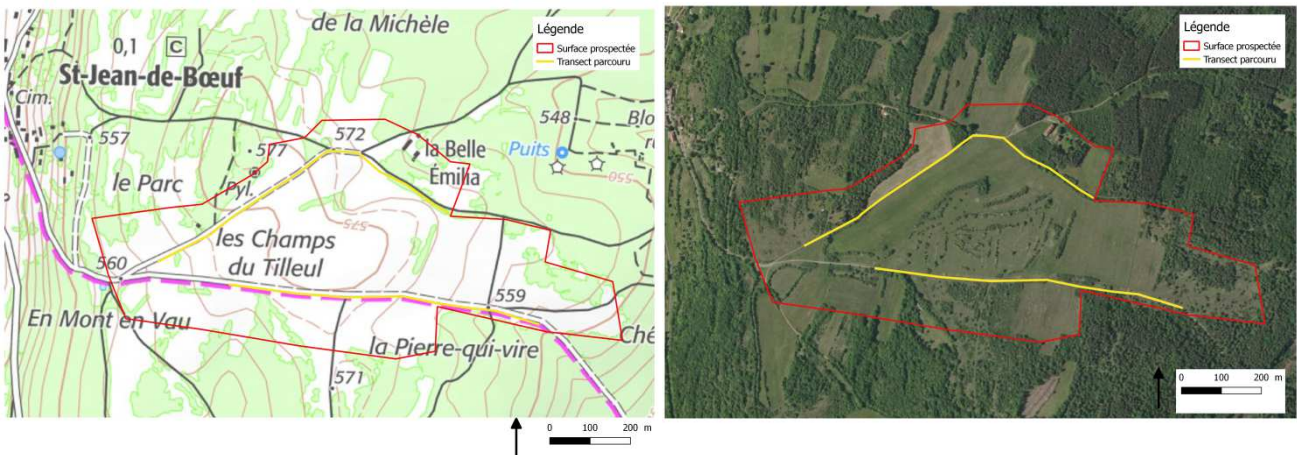 de la Michèle
0,1 C
St-Jean-de-Bœuf
Cim.
557
577
572
548
Puits
la Belle
Émilia
550
le Parc
Pyl.
575
les Champs
du Tilleul
560
559
En Mont en Vau
la Pierre-qui-vire
571
Légende
Surface prospectée
Transect parcouru
0 100 200 m
Légende
Surface prospectée
Transect parcouru
0 100 200 m